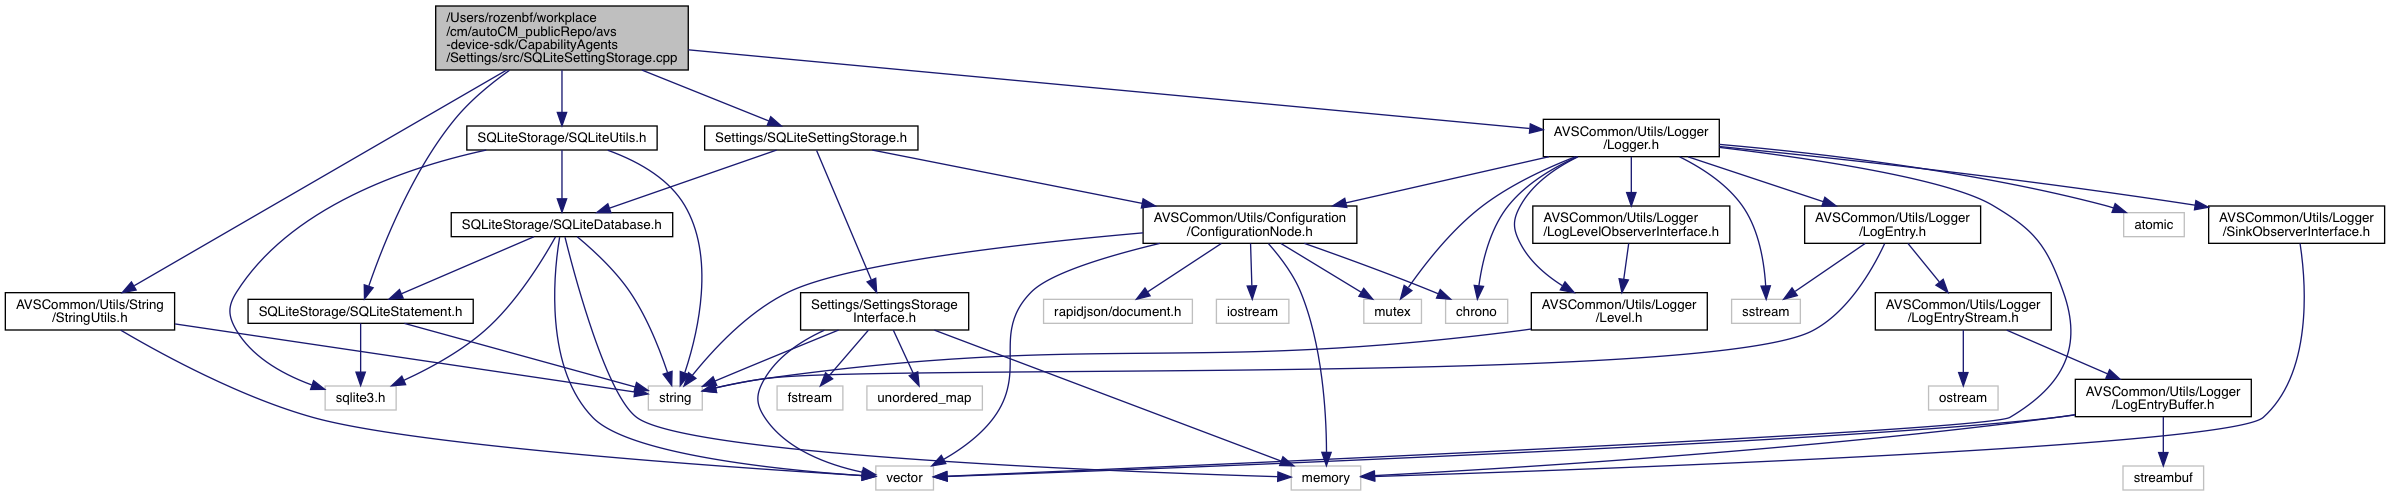 /Users/rozenbf/workplace
/cm/autoCM_publicRepo/avs
-device-sdk/CapabilityAgents
/Settings/src/SQLiteSettingStorage.cpp
SQLiteStorage/SQLiteUtils.h
Settings/SQLiteSettingStorage.h
AVSCommon/Utils/Logger
/Logger.h
SQLiteStorage/SQLiteDatabase.h
AVSCommon/Utils/Configuration
/ConfigurationNode.h
AVSCommon/Utils/Logger
/LogLevelObserverInterface.h
AVSCommon/Utils/Logger
/LogEntry.h
atomic
AVSCommon/Utils/Logger
/SinkObserverInterface.h
AVSCommon/Utils/String
/StringUtils.h
SQLiteStorage/SQLiteStatement.h
Settings/SettingsStorage
Interface.h
rapidjson/document.h
iostream
mutex
chrono
AVSCommon/Utils/Logger
/Level.h
sstream
AVSCommon/Utils/Logger
/LogEntryStream.h
sqlite3.h
string
fstream
unordered_map
ostream
AVSCommon/Utils/Logger
/LogEntryBuffer.h
vector
memory
streambuf